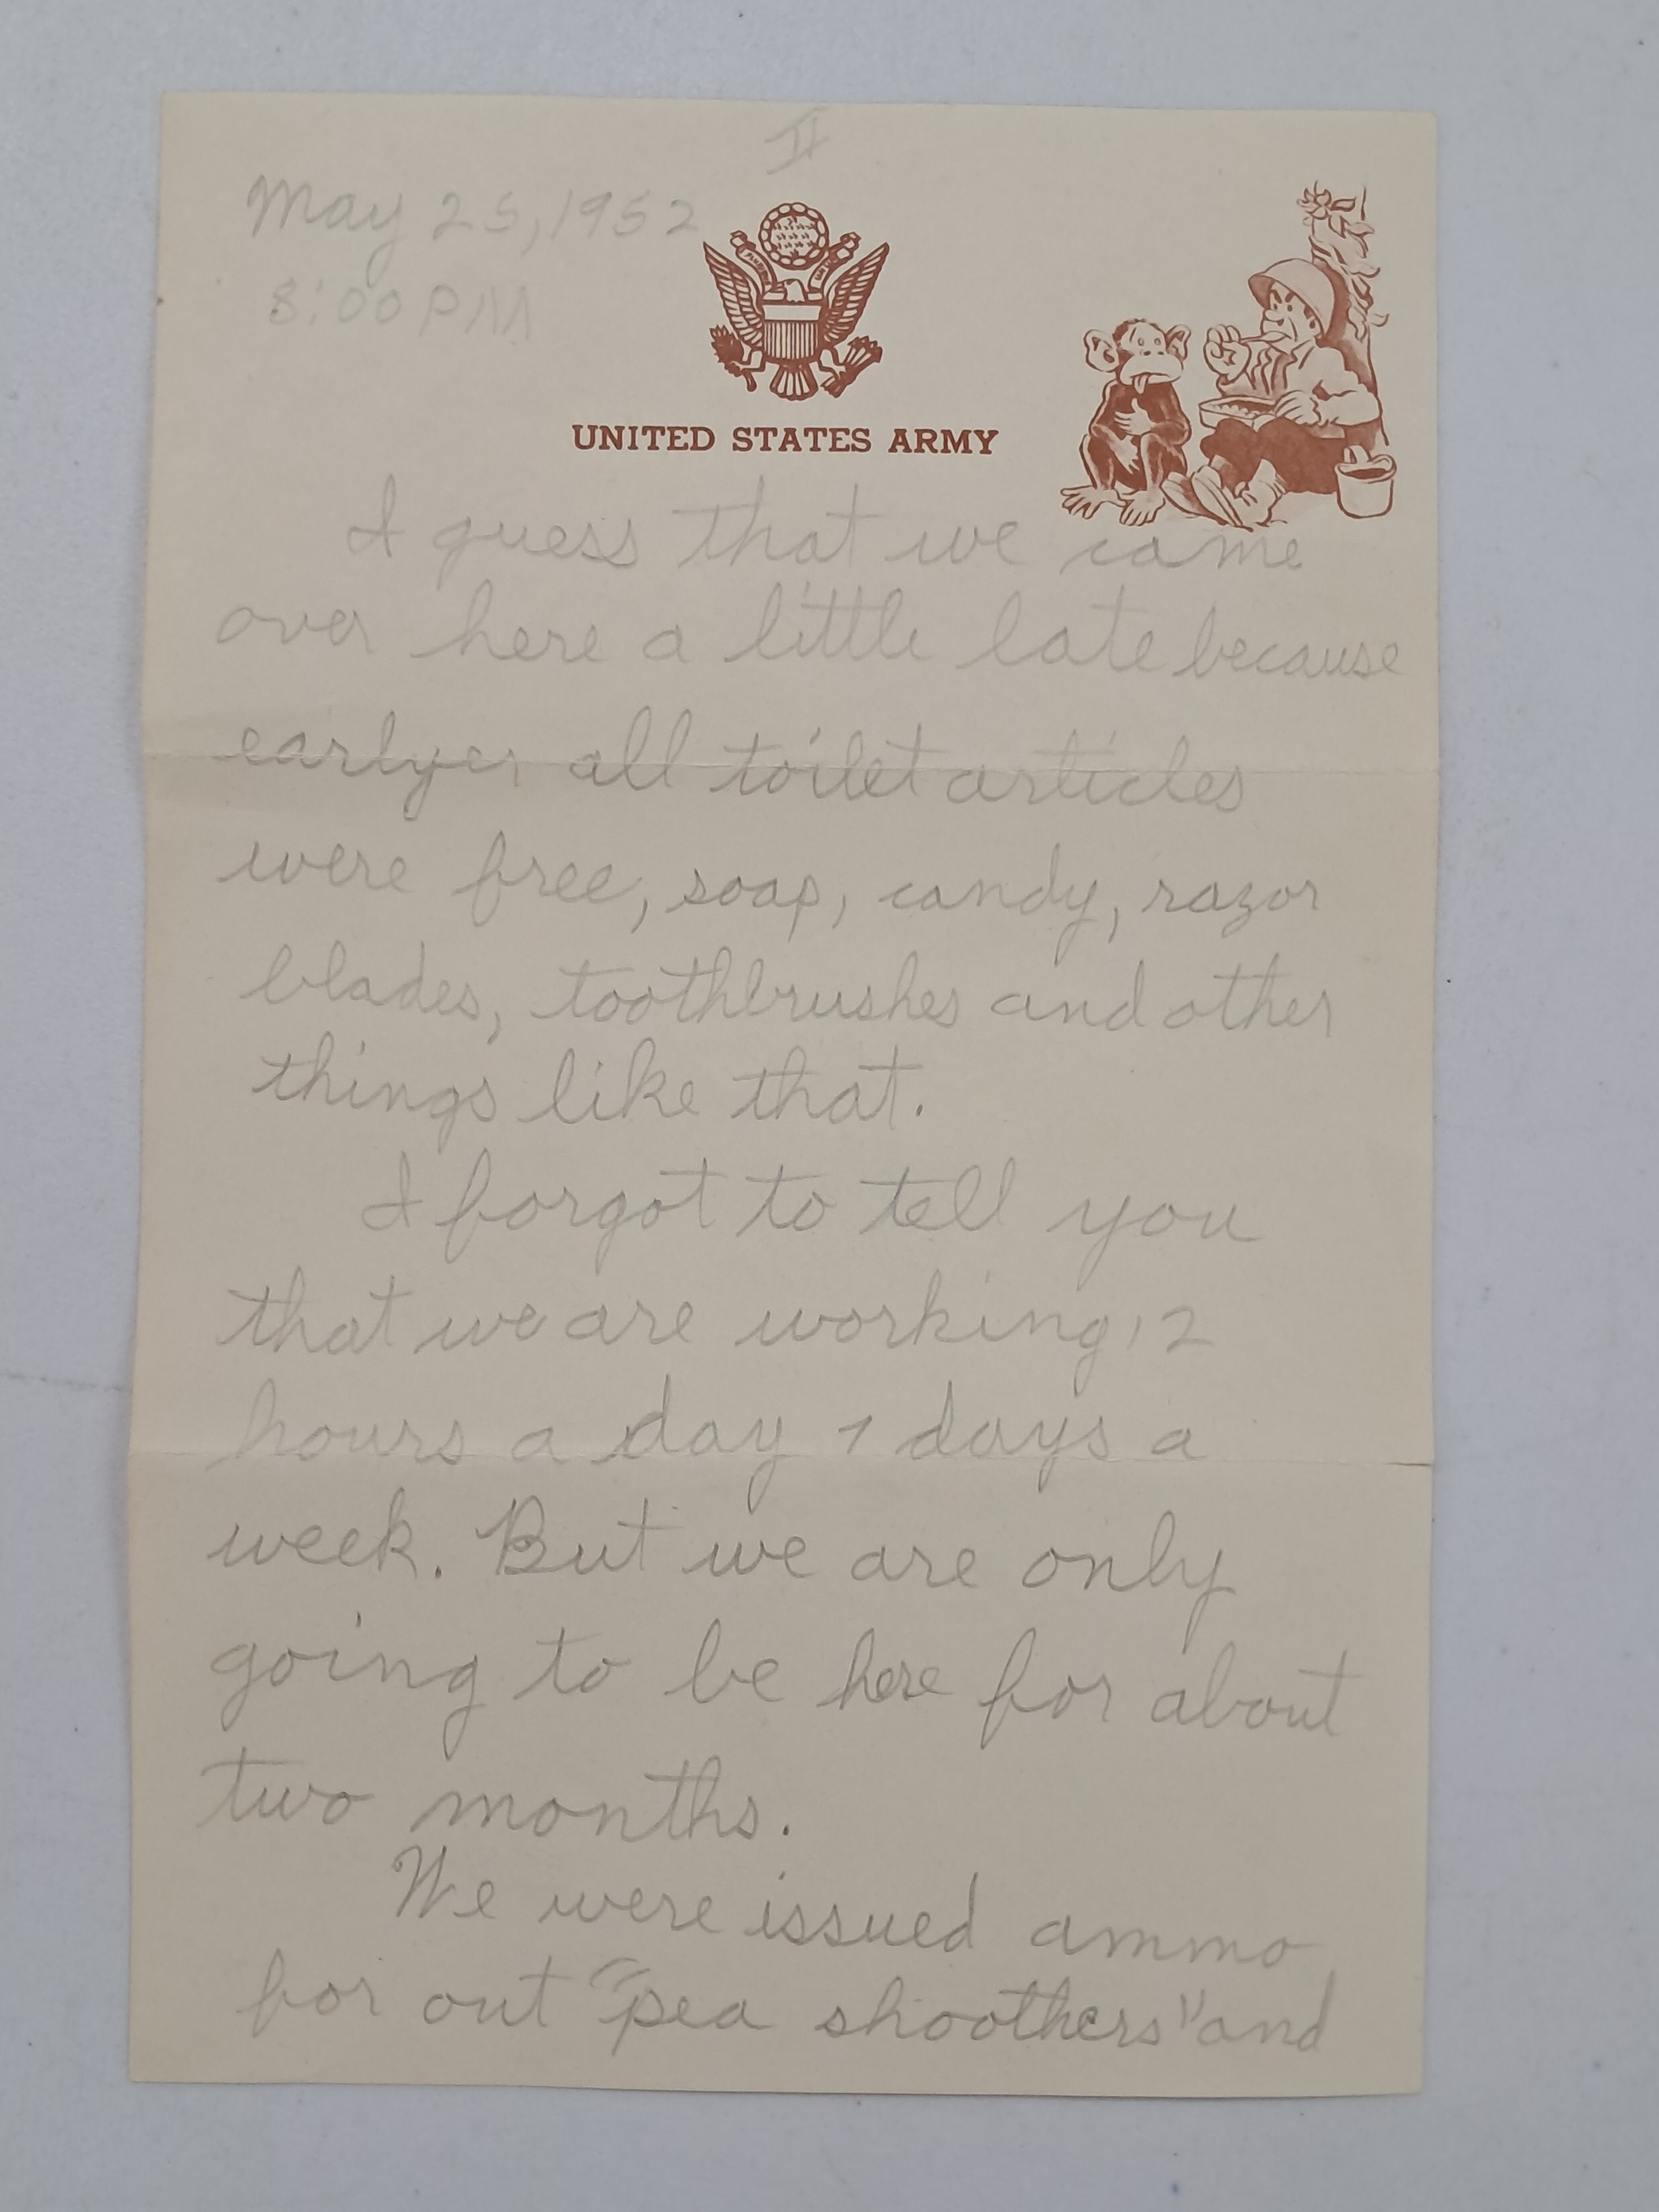 II
May 25, 1952
8:00 PM
UNITED STATES ARMY
I guess that we came
over here a little late because
earlyer all toilet articles
were free, soap, candy, razor
blades, toothbrushes and other
things like that.
I forgot to tell you
that we are working 12
hours a day 7 days a
week. But we are only
going to be here for about
two months.
We were issued ammo
for out "pea shoothers" and